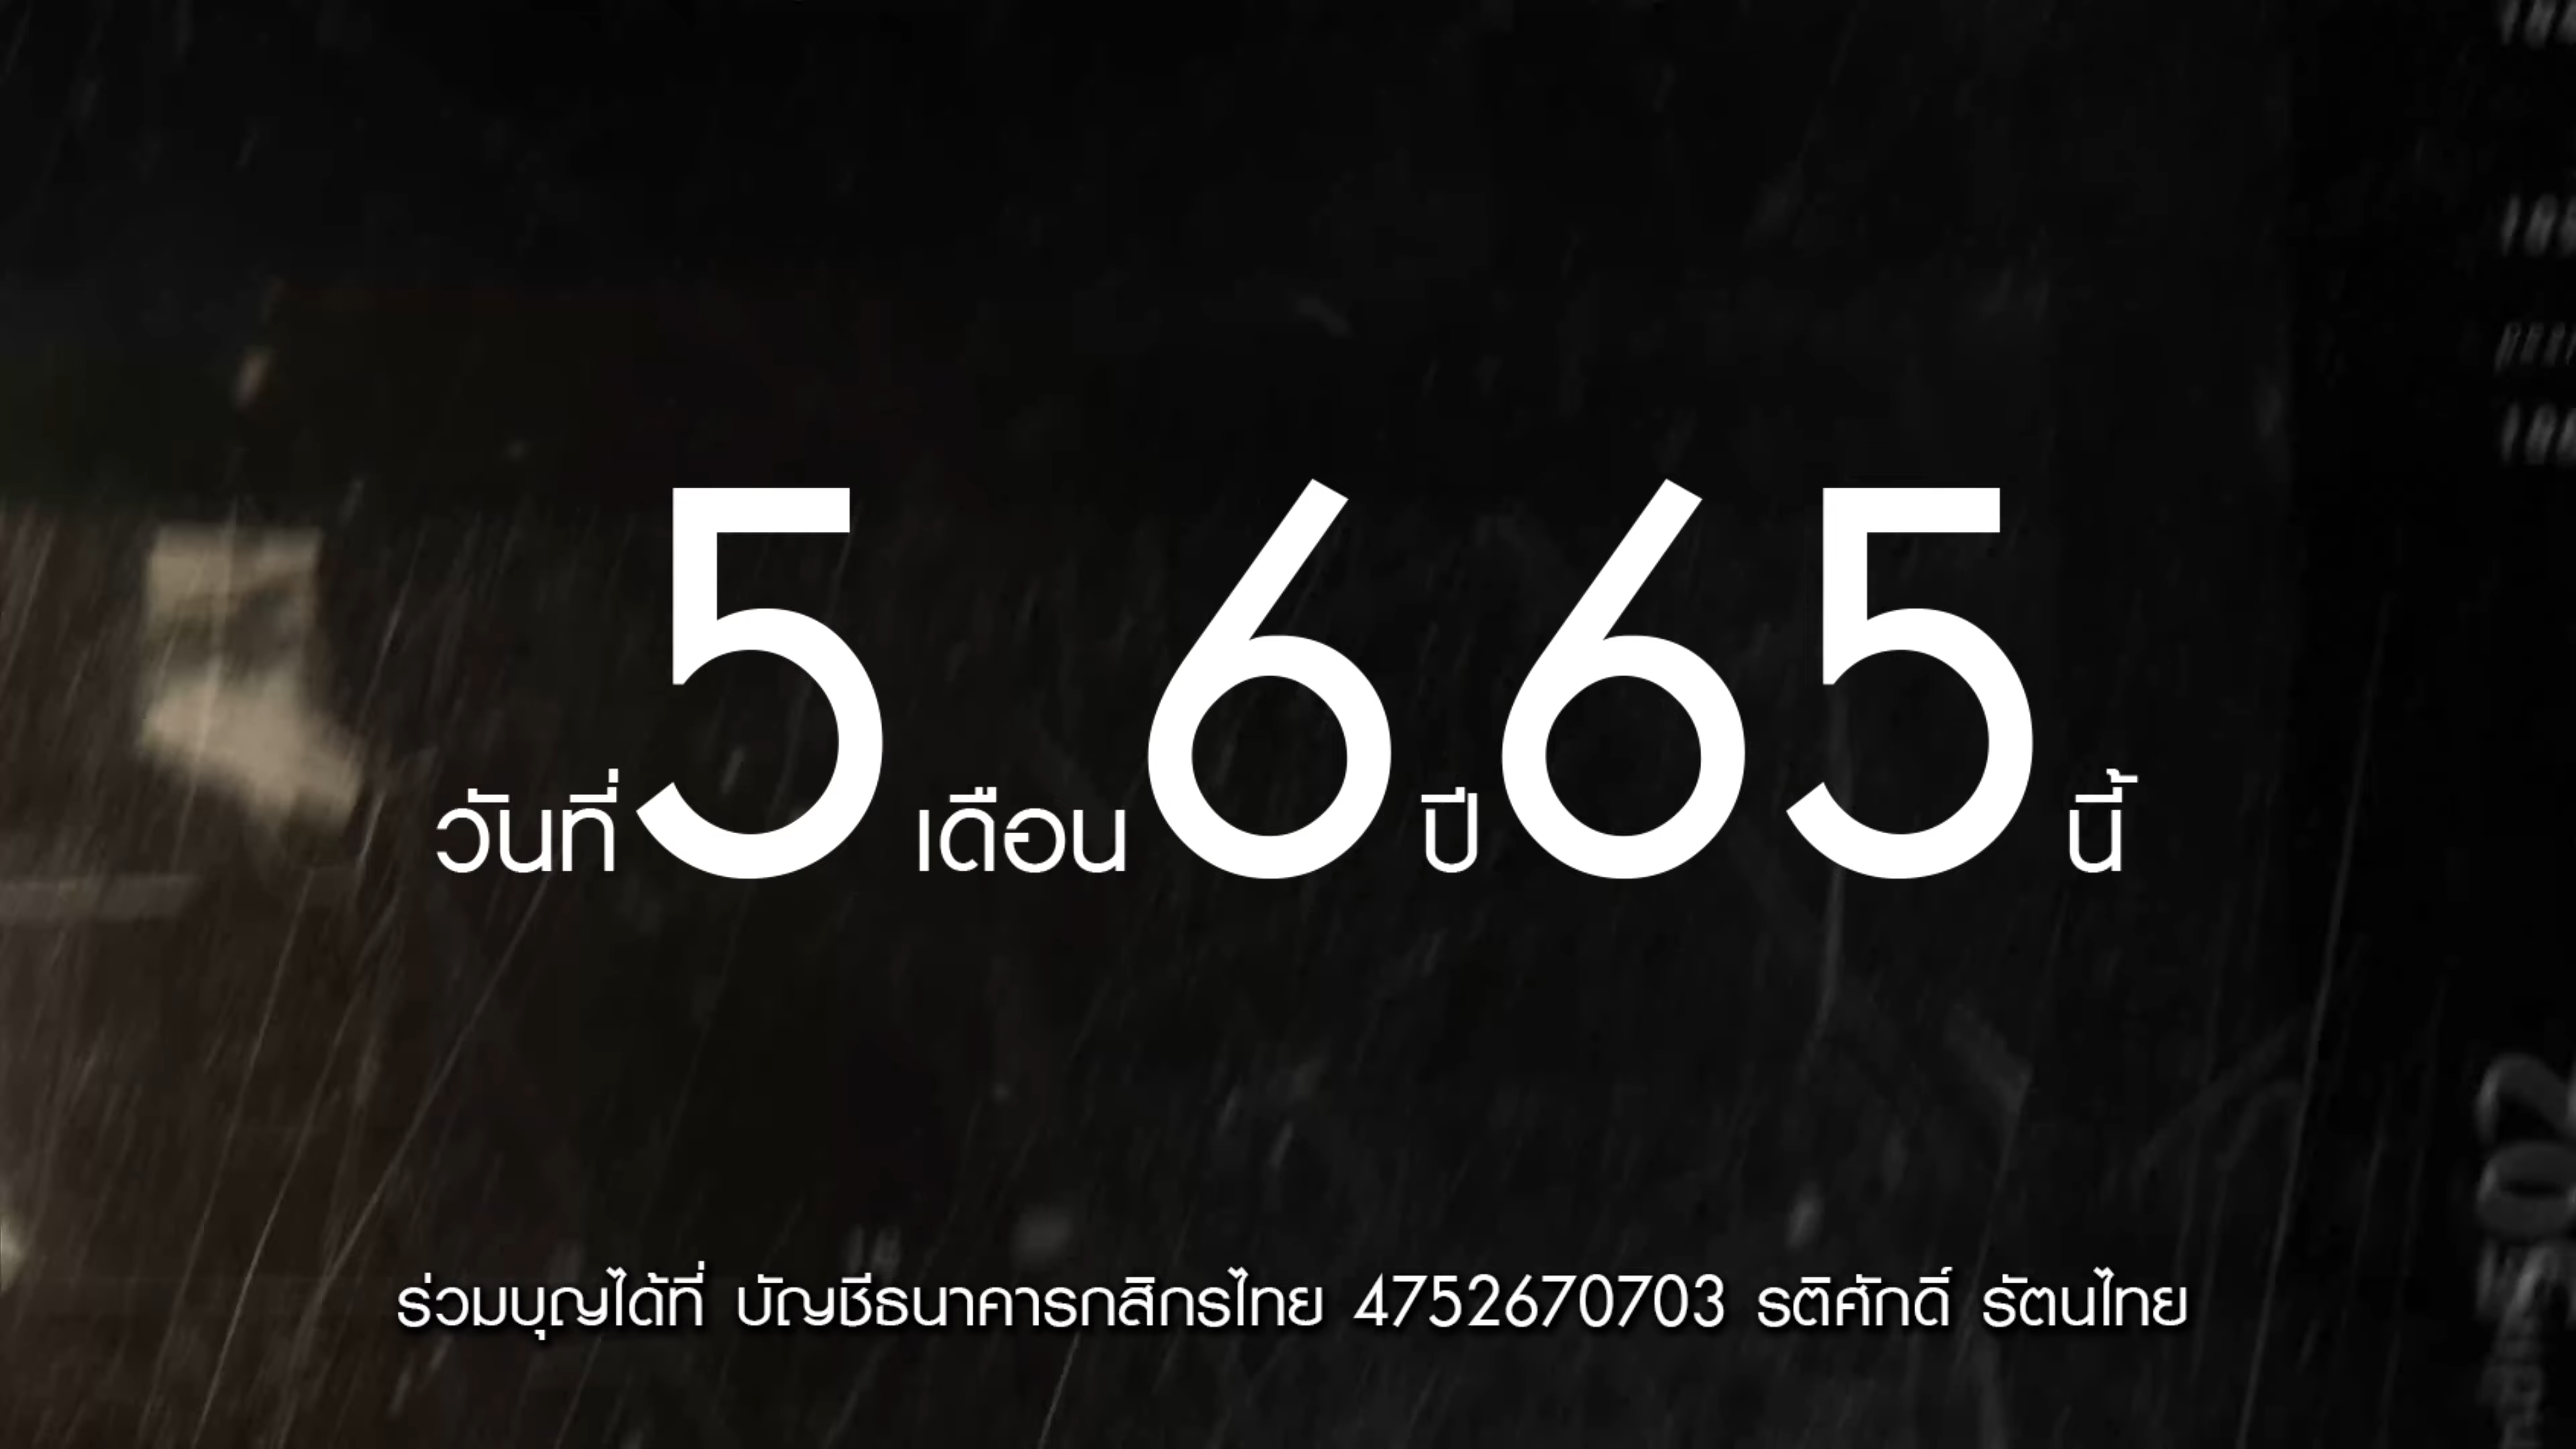 วันที่ 5 เดือน 6 ปี 65 นี้
ร่วมบุญได้ที่ บัญชีธนาคารกสิกรไทย 4752670703 รติศักดิ์ รัตนไทย